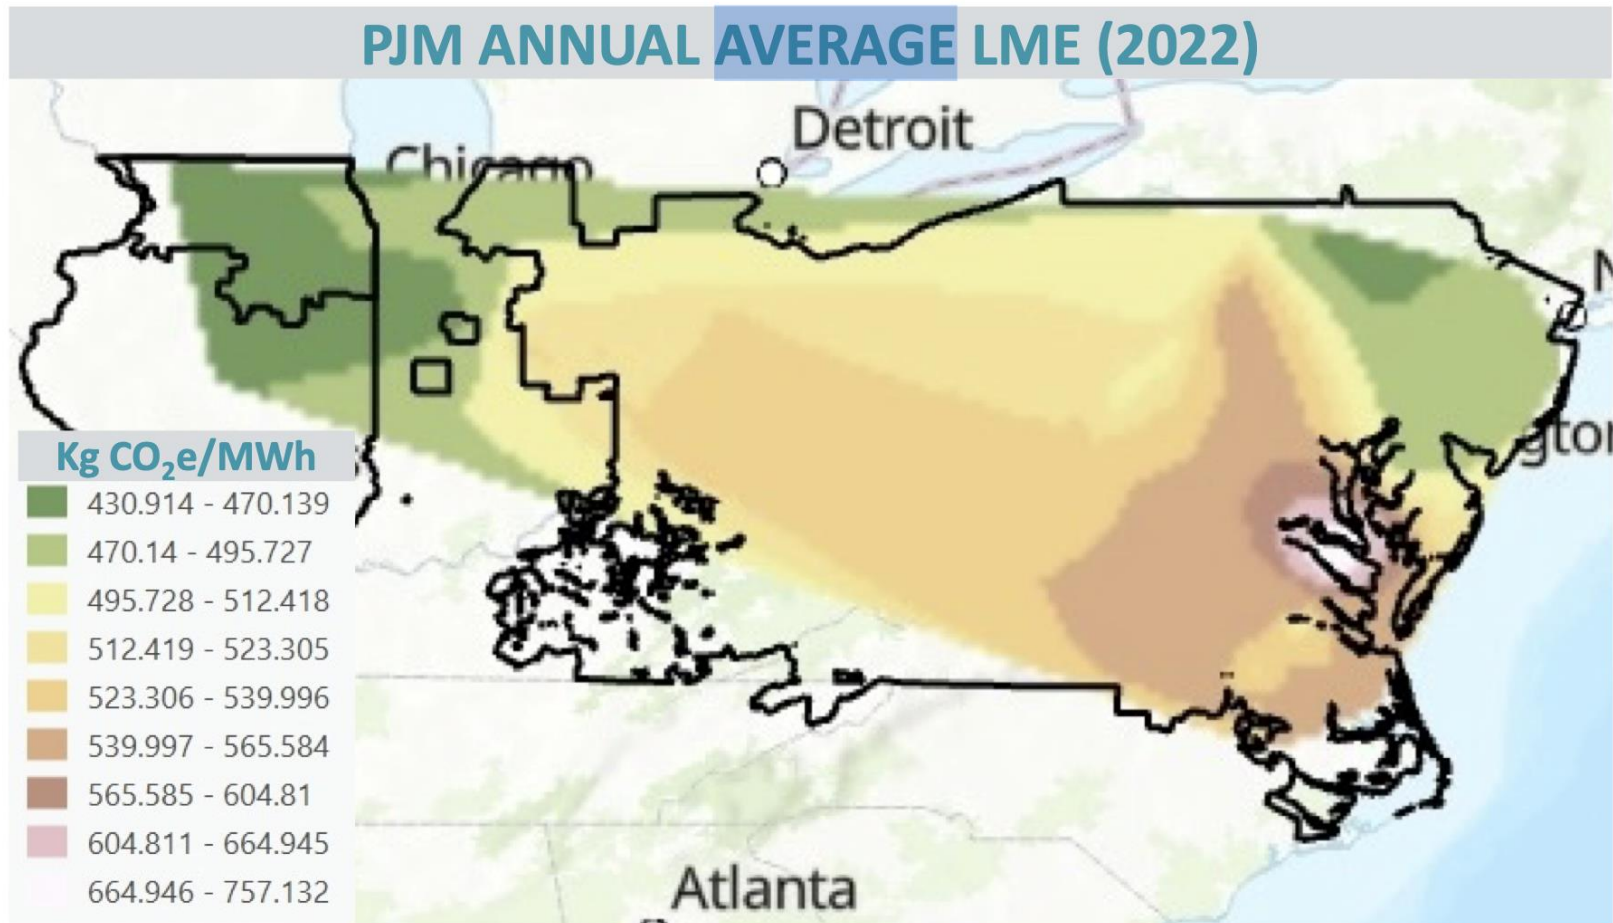 PJM ANNUAL AVERAGE LME (2022)
Detroit
Chicago
N
gton
Kg CO₂e/MWh
430.914 - 470.139
470.14 - 495.727
495.728 - 512.418
512.419 - 523.305
523.306 - 539.996
539.997 - 565.584
565.585 - 604.81
604.811 - 664.945
664.946 - 757.132
Atlanta